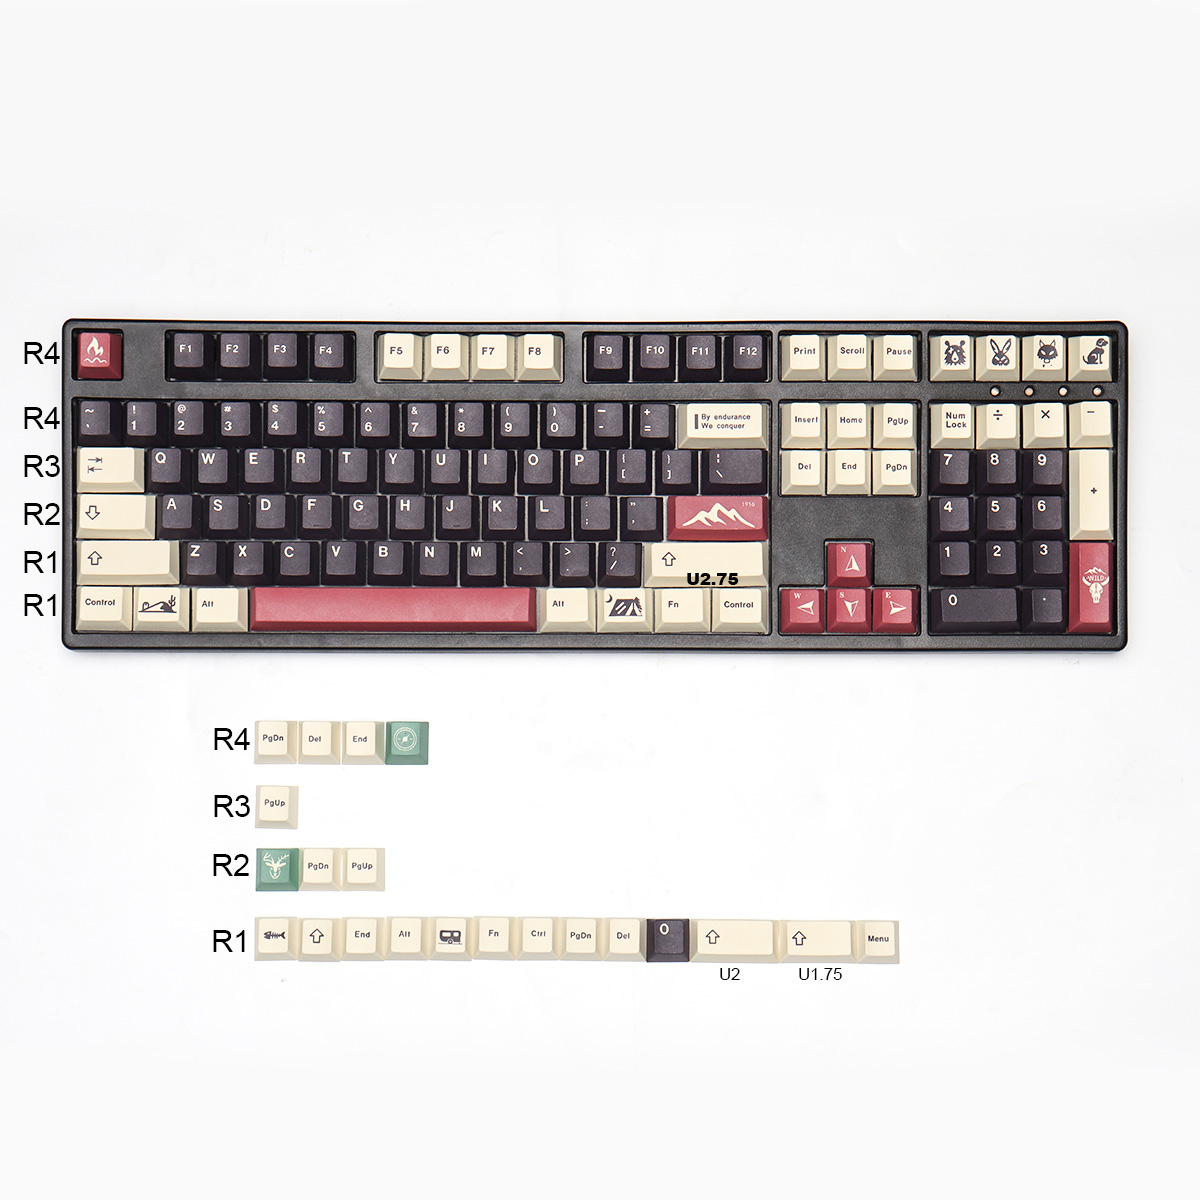 R4 F1 F2 F3 F4 F5 F6 F7 F8 F9 F10 F11 F12 Print Scroll Pause
R4 ~ ` ! 1 @ 2 # 3 $ 4 % 5 ^ 6 & 7 * 8 ( 9 ) 0 _ - + = By endurance
We conquer
Insert Home PgUp Num
Lock ÷ × −
R3 Q W E R T Y U I O P { [ } ] ¦ \ Del End PgDn 7 8 9 +
R2 A S D F G H J K L : ; " ' 1916 4 5 6
R1 Z X C V B N M < , > . ? / U2.75 N 1 2 3 WILD
R1 Control Alt Alt Fn Control W S E 0 .
R4 PgDn Del End
R3 PgUp
R2 PgDn PgUp
R1 End Alt Fn Ctrl PgDn Del 0 Menu
U2 U1.75